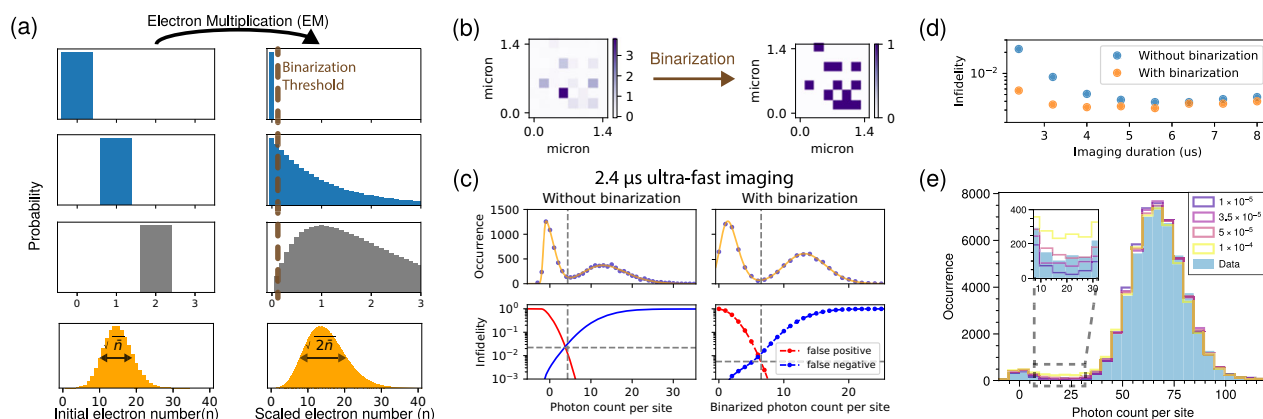 (a)
Electron Multiplication (EM)
Binarization
Threshold
Probability
√n̄
√2n̄
0 1 2 3
0 1 2 3
0 10 20 30 40
0 10 20 30 40
Initial electron number(n)
Scaled electron number (n)
(b)
1.4
0.0
micron
0.0 1.4
micron
3
2
1
0
Binarization
1.4
0.0
micron
0.0 1.4
micron
1
0
(c)
2.4 μs ultra-fast imaging
Without binarization
With binarization
1500
1000
500
0
Occurrence
10⁰
10⁻¹
10⁻²
10⁻³
Infidelity
false positive
false negative
0 10 20 30
0 5 10 15 20 25
Photon count per site
Binarized photon count per site
(d)
Without binarization
With binarization
10⁻²
Infidelity
3 4 5 6 7 8
Imaging duration (us)
(e)
8000
6000
4000
2000
0
Occurrence
400
200
0
10 20 30
1 × 10⁻⁵
3.5 × 10⁻⁵
5 × 10⁻⁵
1 × 10⁻⁴
Data
0 25 50 75 100
Photon count per site